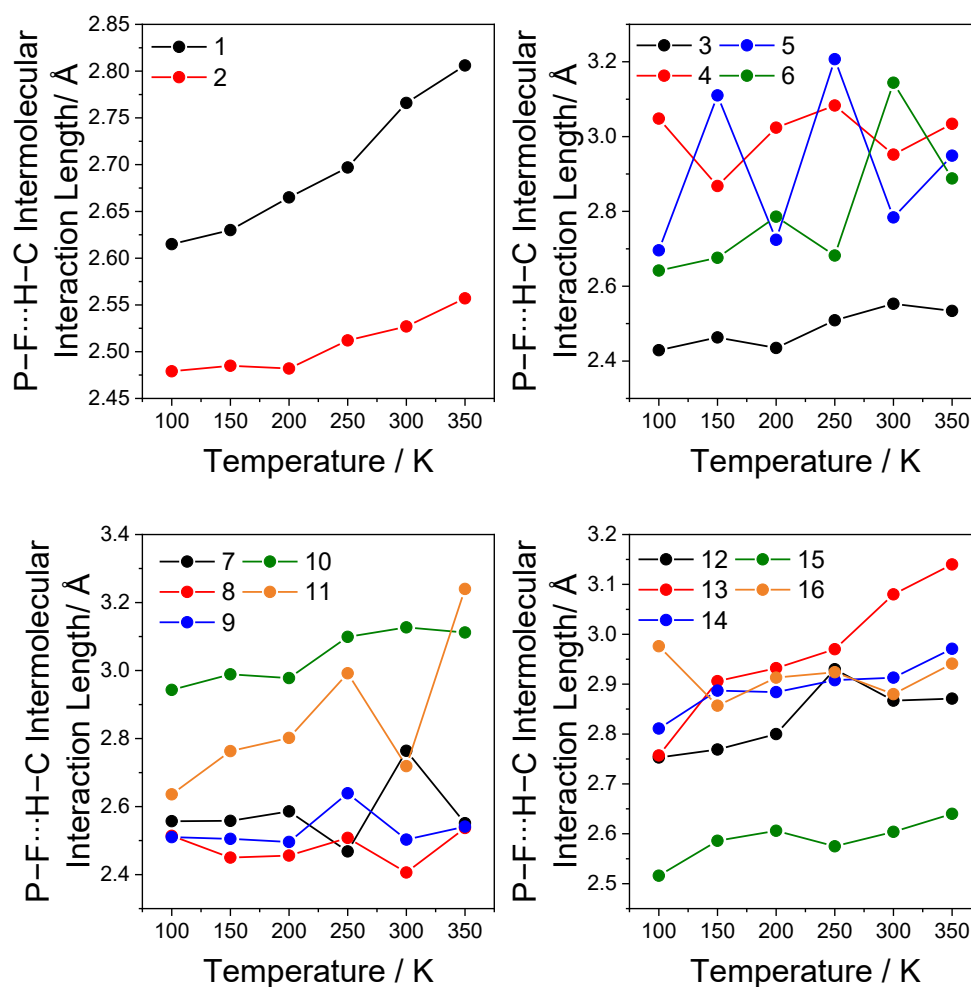 P−F···H−C Intermolecular
Interaction Length/ Å
2.85
2.80
2.75
2.70
2.65
2.60
2.55
2.50
2.45
1
2
100 150 200 250 300 350
Temperature / K
P−F···H−C Intermolecular
Interaction Length/ Å
3.2
3.0
2.8
2.6
2.4
3 5
4 6
100 150 200 250 300 350
Temperature / K
P−F···H−C Intermolecular
Interaction Lemgth/ Å
3.4
3.2
3.0
2.8
2.6
2.4
7 10
8 11
9
100 150 200 250 300 350
Temperature / K
P−F···H−C Intermolecular
Interaction Length/ Å
3.2
3.1
3.0
2.9
2.8
2.7
2.6
2.5
12 15
13 16
14
100 150 200 250 300 350
Temperature / K